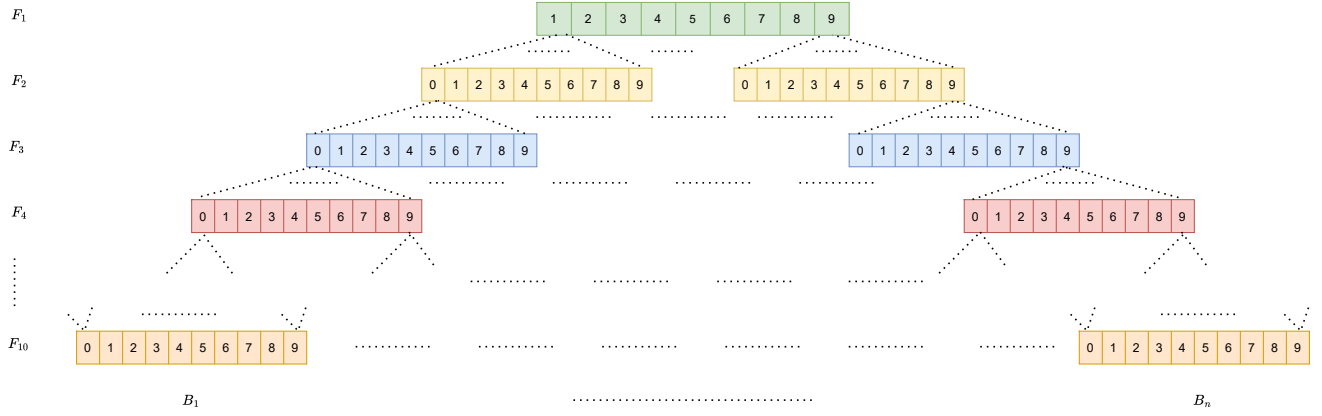 F1 1 2 3 4 5 6 7 8 9
F2 0 1 2 3 4 5 6 7 8 9 0 1 2 3 4 5 6 7 8 9
F3 0 1 2 3 4 5 6 7 8 9 0 1 2 3 4 5 6 7 8 9
F4 0 1 2 3 4 5 6 7 8 9 0 1 2 3 4 5 6 7 8 9
F10 0 1 2 3 4 5 6 7 8 9 0 1 2 3 4 5 6 7 8 9
B1 Bn